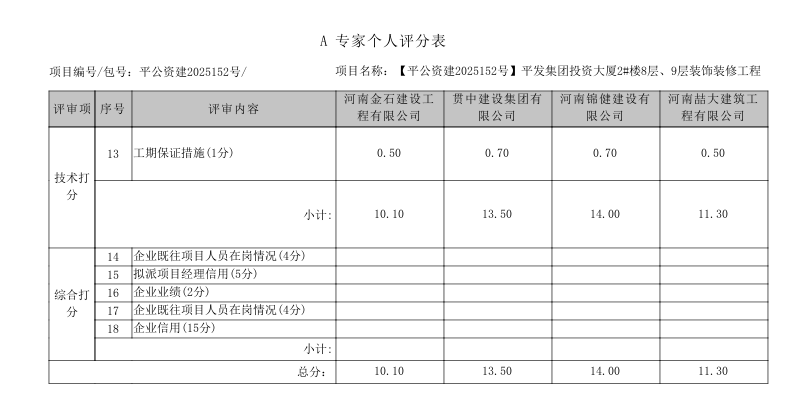 A 专家个人评分表
项目编号/包号: 平公资建2025152号/ 项目名称: 【平公资建2025152号】平发集团投资大厦2#楼8层、9层装饰装修工程
评审项 序号 评审内容 河南金石建设工程有限公司 贯中建设集团有限公司 河南锦健建设有限公司 河南喆大建筑工程有限公司
技术打分
13 工期保证措施(1分) 0.50 0.70 0.70 0.50
小计: 10.10 13.50 14.00 11.30
综合打分
14 企业既往项目人员在岗情况(4分)
15 拟派项目经理信用(5分)
16 企业业绩(2分)
17 企业既往项目人员在岗情况(4分)
18 企业信用(15分)
小计:
总分: 10.10 13.50 14.00 11.30